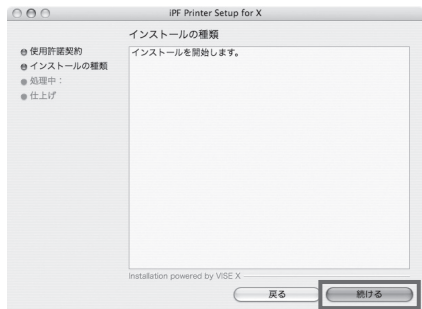 iPF Printer Setup for X
インストールの種類
使用許諾契約
インストールの種類
処理中：
仕上げ
インストールを開始します。
Installation powered by VISE X
戻る
続ける